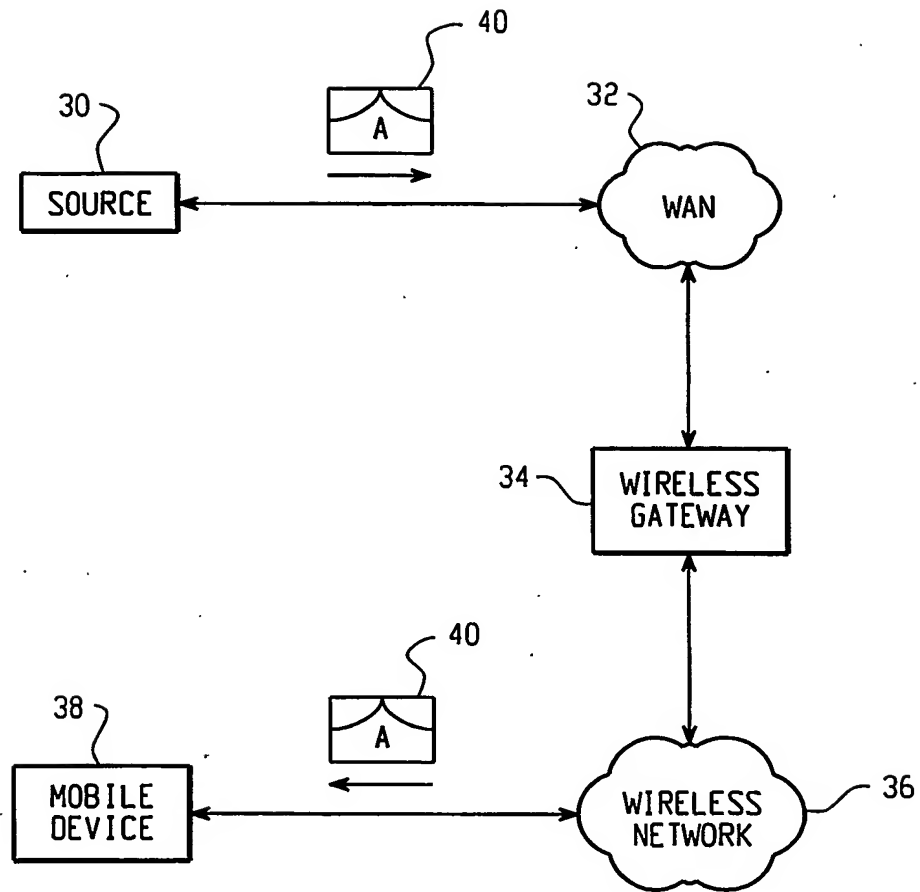 40
30
32
A
SOURCE
WAN
34
WIRELESS
GATEWAY
40
38
A
36
MOBILE
DEVICE
WIRELESS
NETWORK